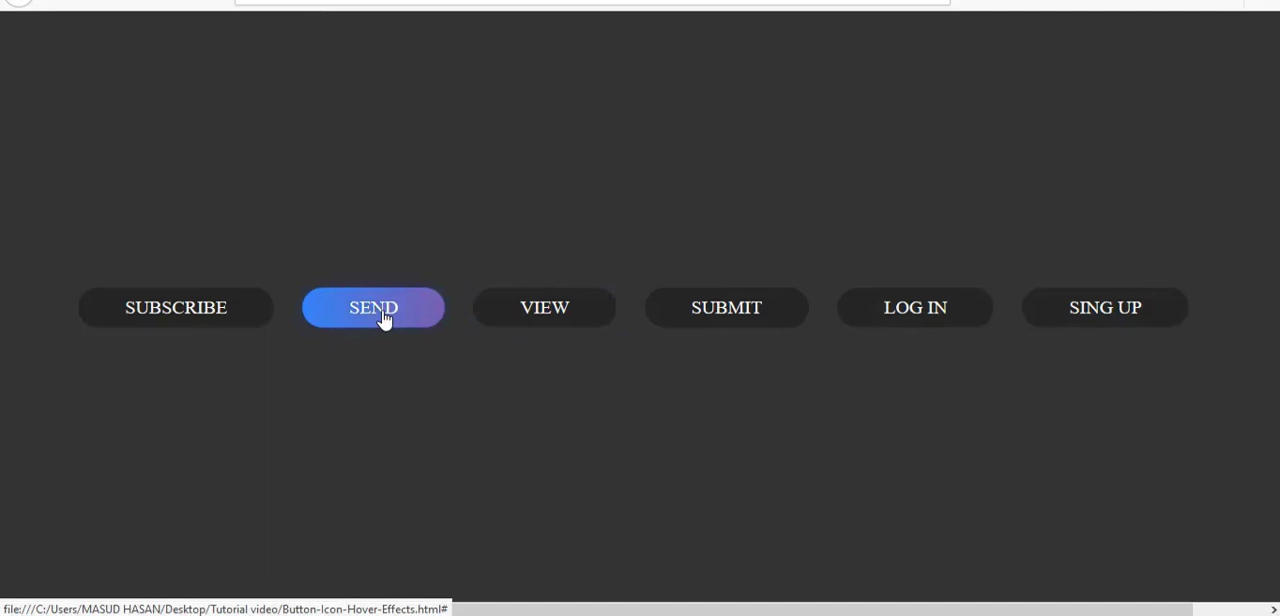 SUBSCRIBE SEND VIEW SUBMIT LOG IN SING UP
file:///C:/Users/MASUD HASAN/Desktop/Tutorial video/Button-Icon-Hover-Effects.html#